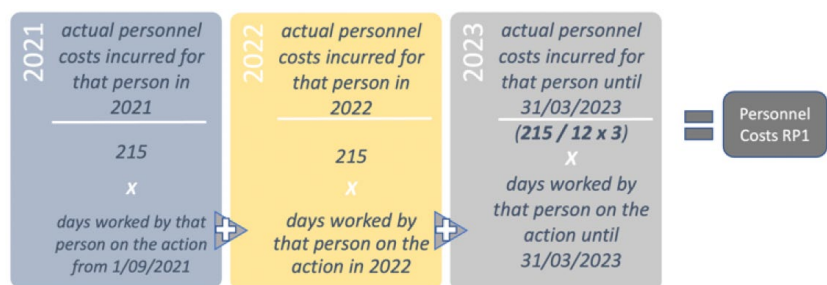 2021
actual personnel
costs incurred for
that person in
2021
215
X
days worked by that
person on the action
from 1/09/2021
+
2022
actual personnel
costs incurred for
that person in
2022
215
X
days worked by
that person on the
action in 2022
+
2023
actual personnel
costs incurred for
that person until
31/03/2023
(215 / 12 x 3)
X
days worked by
that person on the
action until
31/03/2023
=
Personnel
Costs RP1